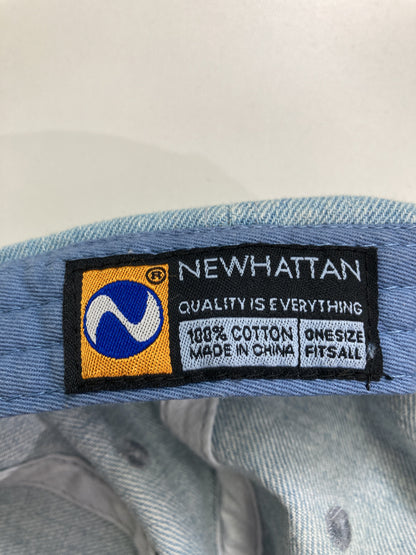 ®
NEWHATTAN
QUALITY IS EVERYTHING
100% COTTON
MADE IN CHINA
ONE SIZE
FITS ALL